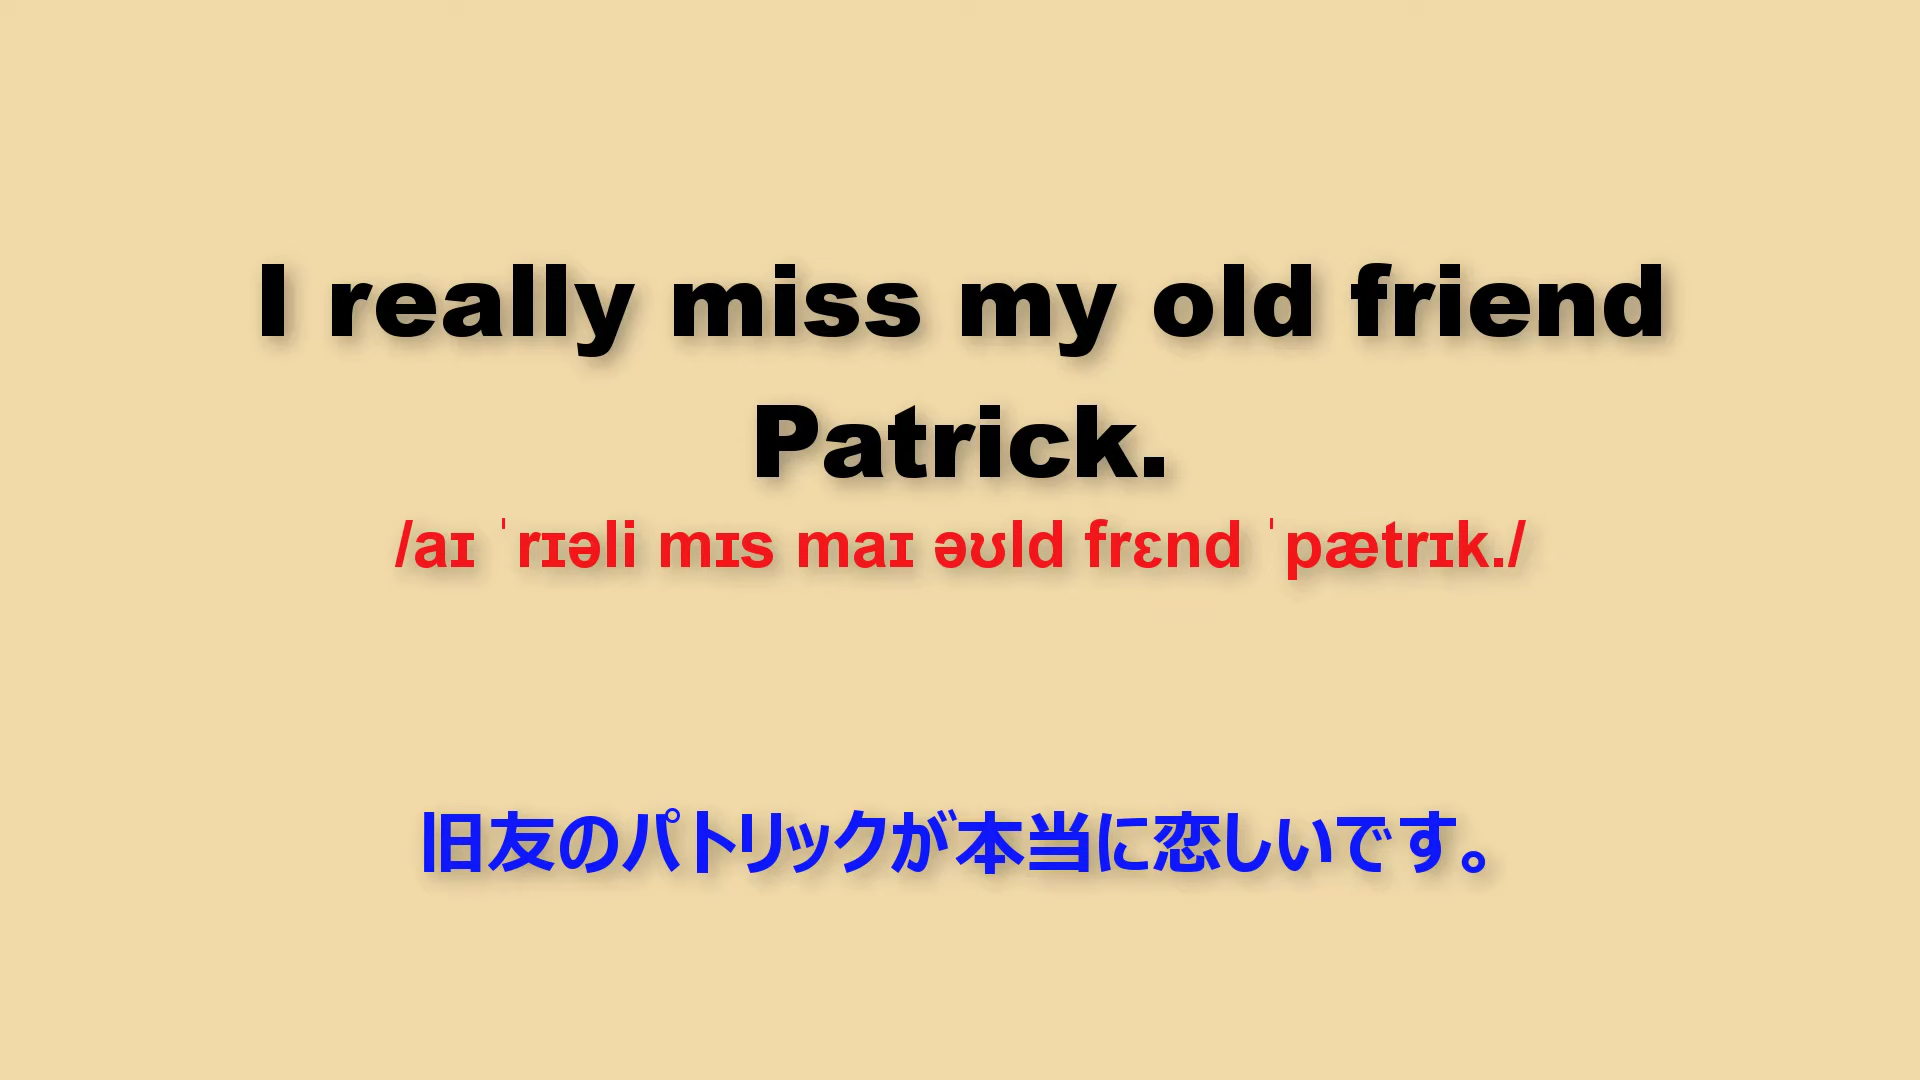 I really miss my old friend
Patrick.
/aɪ ˈrɪəli mɪs maɪ əʊld frɛnd ˈpætrɪk./
旧友のパトリックが本当に恋しいです。